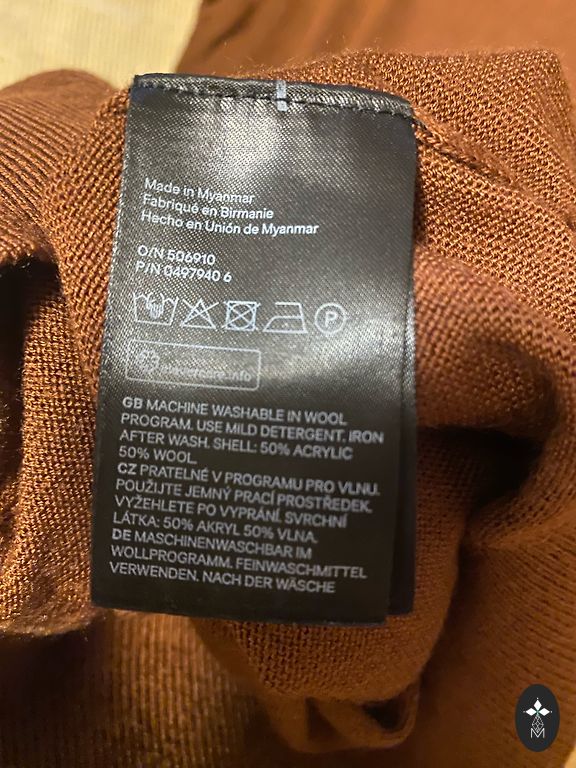 Made in Myanmar
Fabriqué en Birmanie
Hecho en Unión de Myanmar
O/N 506910
P/N 0497940 6
P
clevercare.info
GB MACHINE WASHABLE IN WOOL
PROGRAM. USE MILD DETERGENT. IRON
AFTER WASH. SHELL: 50% ACRYLIC
50% WOOL.
CZ PRATELNÉ V PROGRAMU PRO VLNU.
POUŽIJTE JEMNÝ PRACÍ PROSTŘEDEK.
VYŽEHLETE PO VYPRÁNÍ. SVRCHNÍ
LÁTKA: 50% AKRYL 50% VLNA.
DE MASCHINENWASCHBAR IM
WOLLPROGRAMM. FEINWASCHMITTEL
VERWENDEN. NACH DER WÄSCHE
M